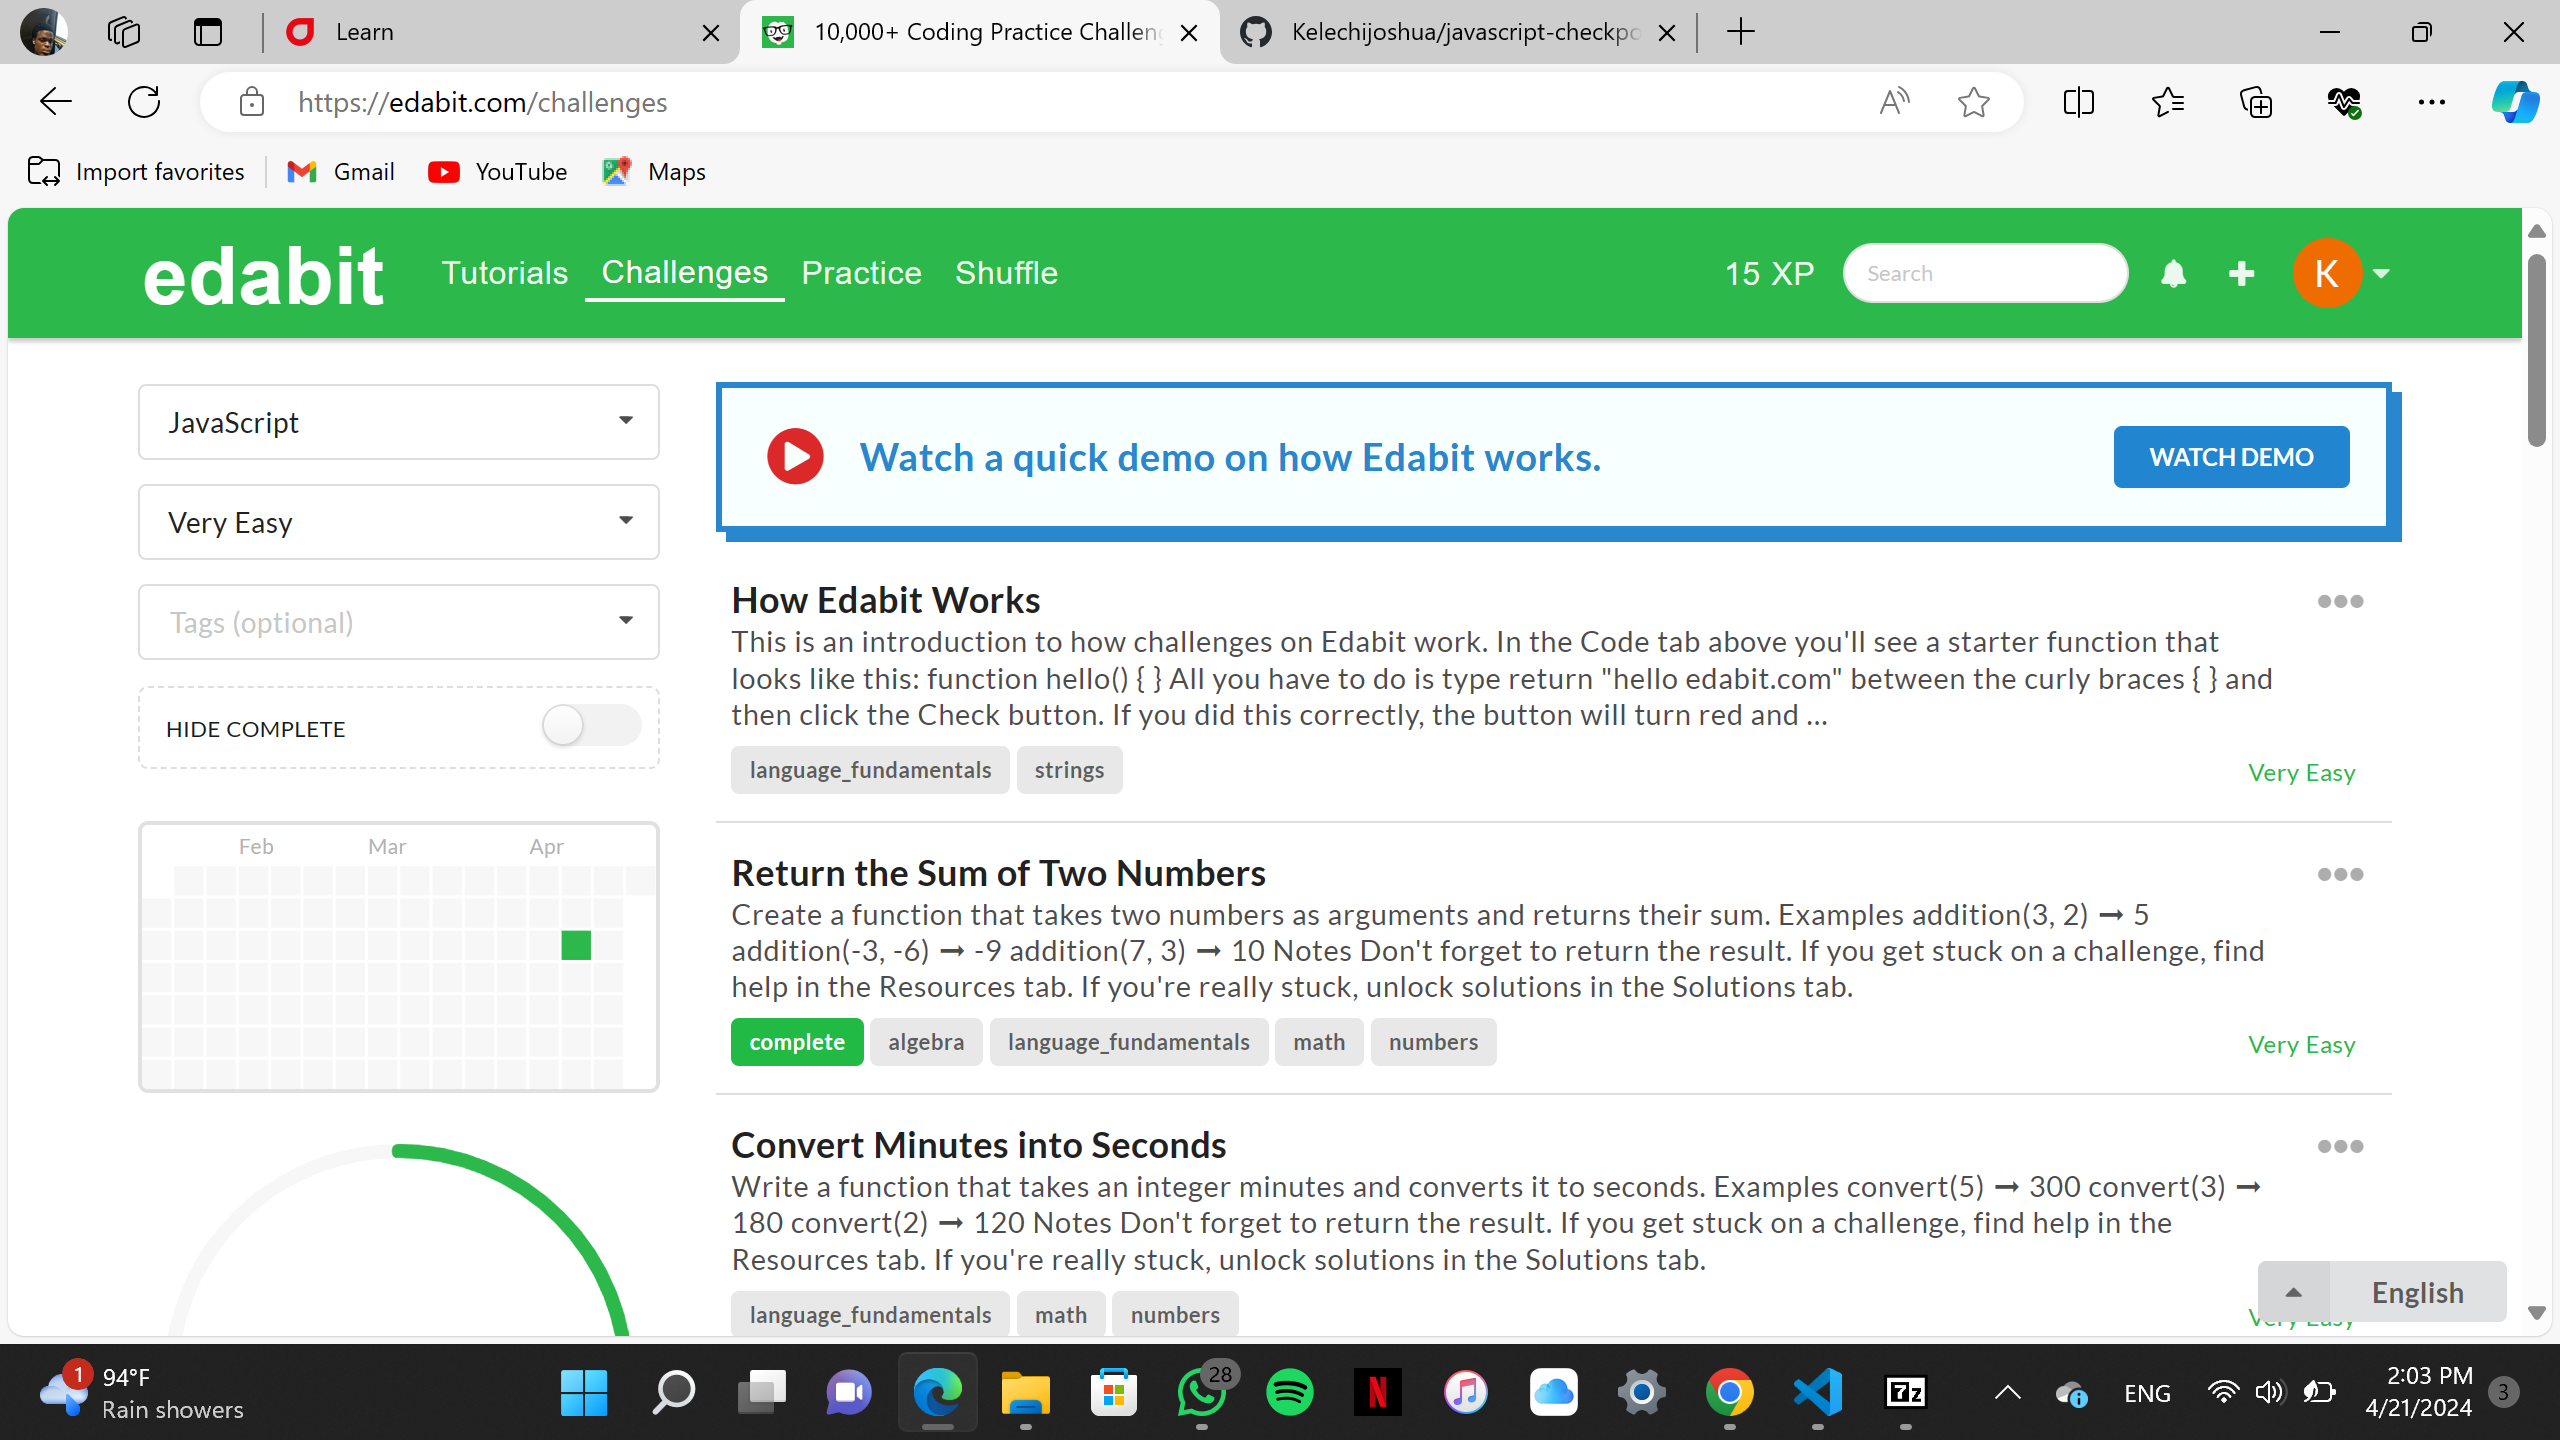 Learn
10,000+ Coding Practice Challeng
Kelechijoshua/javascript-checkpo
https://edabit.com/challenges
Import favorites
Gmail
YouTube
Maps
edabit
Tutorials
Challenges
Practice
Shuffle
15 XP
Search
K
JavaScript
Very Easy
Tags (optional)
HIDE COMPLETE
Feb Mar Apr
Watch a quick demo on how Edabit works.
WATCH DEMO
How Edabit Works
This is an introduction to how challenges on Edabit work. In the Code tab above you'll see a starter function that
looks like this: function hello() { } All you have to do is type return "hello edabit.com" between the curly braces { } and
then click the Check button. If you did this correctly, the button will turn red and ...
language_fundamentals strings
Very Easy
Return the Sum of Two Numbers
Create a function that takes two numbers as arguments and returns their sum. Examples addition(3, 2) ➞ 5
addition(-3, -6) ➞ -9 addition(7, 3) ➞ 10 Notes Don't forget to return the result. If you get stuck on a challenge, find
help in the Resources tab. If you're really stuck, unlock solutions in the Solutions tab.
complete algebra language_fundamentals math numbers
Very Easy
Convert Minutes into Seconds
Write a function that takes an integer minutes and converts it to seconds. Examples convert(5) ➞ 300 convert(3) ➞
180 convert(2) ➞ 120 Notes Don't forget to return the result. If you get stuck on a challenge, find help in the
Resources tab. If you're really stuck, unlock solutions in the Solutions tab.
language_fundamentals math numbers
Very Easy
English
1
94°F
Rain showers
28
N
7z
ENG
2:03 PM
4/21/2024
3